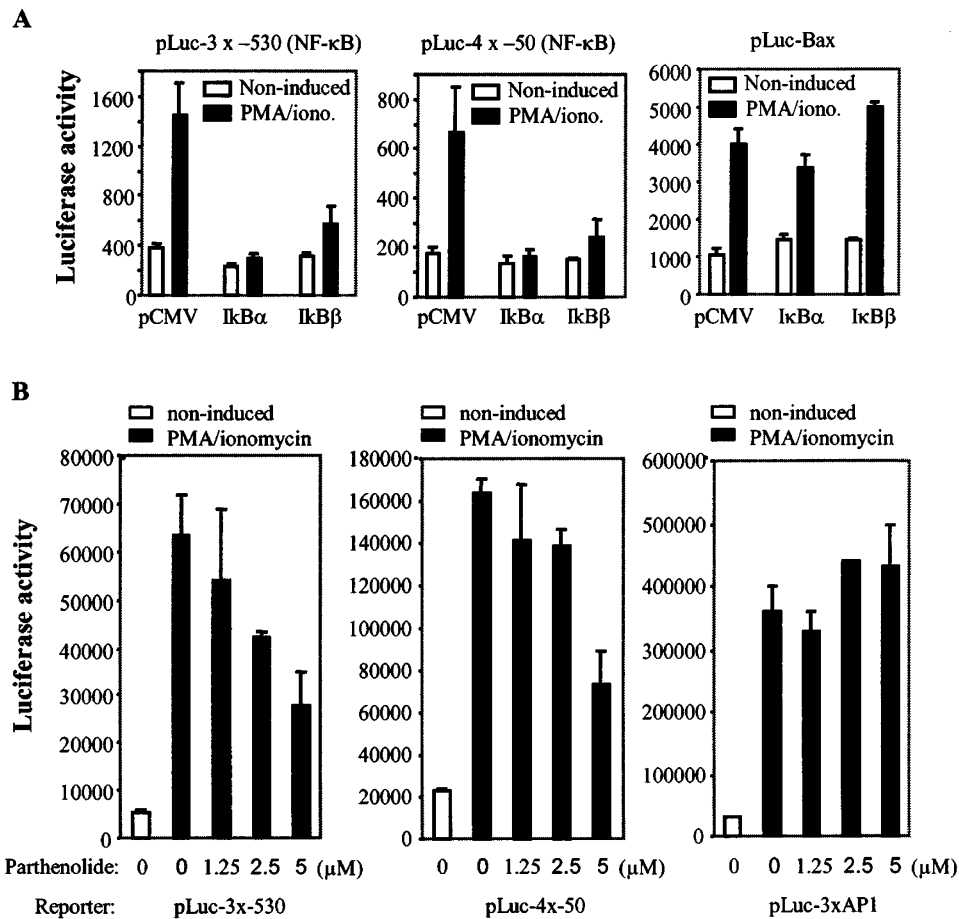 A
pLuc-3 x –530 (NF-κB)
pLuc-4 x –50 (NF-κB)
pLuc-Bax
Luciferase activity
1600
1200
800
400
0
Non-induced
PMA/iono.
pCMV
IkBα
IkBβ
800
600
400
200
0
Non-induced
PMA/iono.
pCMV
IkBα
IkBβ
6000
5000
4000
3000
2000
1000
0
Non-induced
PMA/iono.
pCMV
IκBα
IκBβ
B
non-induced
PMA/ionomycin
non-induced
PMA/ionomycin
non-induced
PMA/ionomycin
Luciferase activity
80000
70000
60000
50000
40000
30000
20000
10000
0
180000
160000
140000
120000
100000
80000
60000
40000
20000
0
600000
500000
400000
300000
200000
100000
0
Parthenolide: 0 0 1.25 2.5 5 (μM) 0 0 1.25 2.5 5 (μM) 0 0 1.25 2.5 5 (μM)
Reporter: pLuc-3x-530 pLuc-4x-50 pLuc-3xAP1